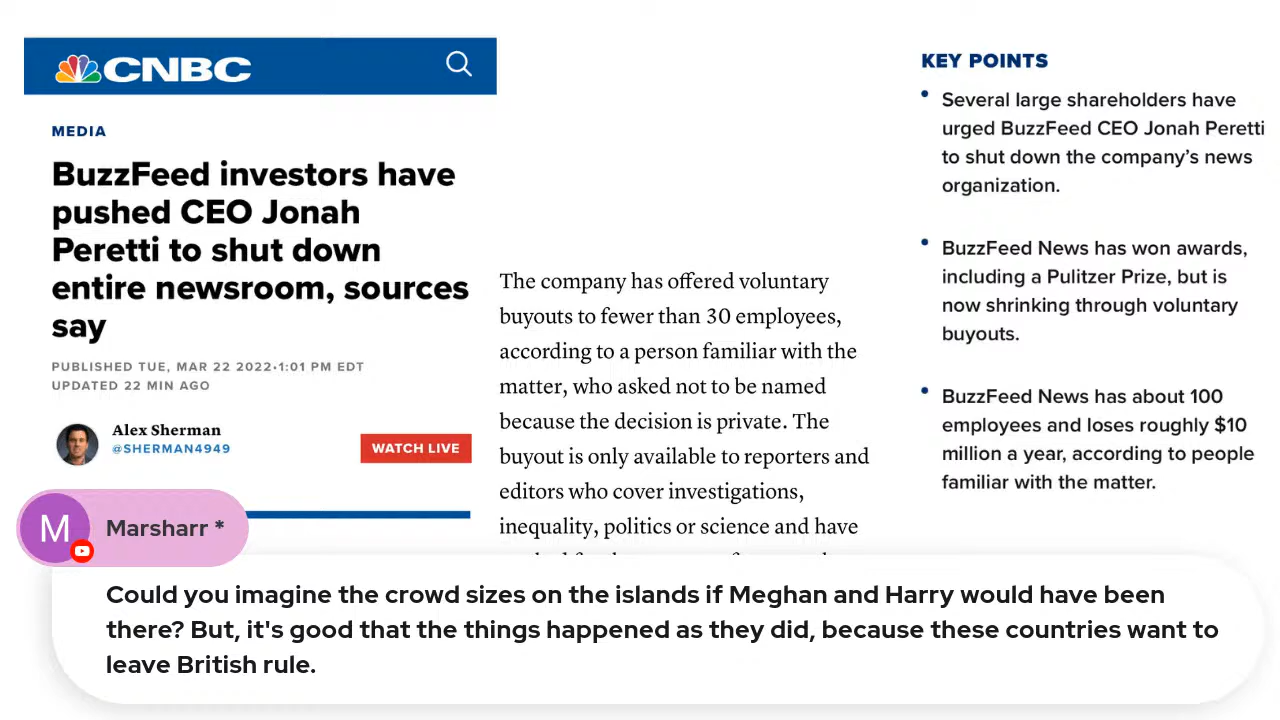 CNBC
MEDIA
BuzzFeed investors have
pushed CEO Jonah
Peretti to shut down
entire newsroom, sources
say
PUBLISHED TUE, MAR 22 2022•1:01 PM EDT
UPDATED 22 MIN AGO
Alex Sherman
@SHERMAN4949
WATCH LIVE
The company has offered voluntary
buyouts to fewer than 30 employees,
according to a person familiar with the
matter, who asked not to be named
because the decision is private. The
buyout is only available to reporters and
editors who cover investigations,
inequality, politics or science and have
KEY POINTS
• Several large shareholders have
urged BuzzFeed CEO Jonah Peretti
to shut down the company’s news
organization.
• BuzzFeed News has won awards,
including a Pulitzer Prize, but is
now shrinking through voluntary
buyouts.
• BuzzFeed News has about 100
employees and loses roughly $10
million a year, according to people
familiar with the matter.
M
Marsharr *
Could you imagine the crowd sizes on the islands if Meghan and Harry would have been
there? But, it's good that the things happened as they did, because these countries want to
leave British rule.